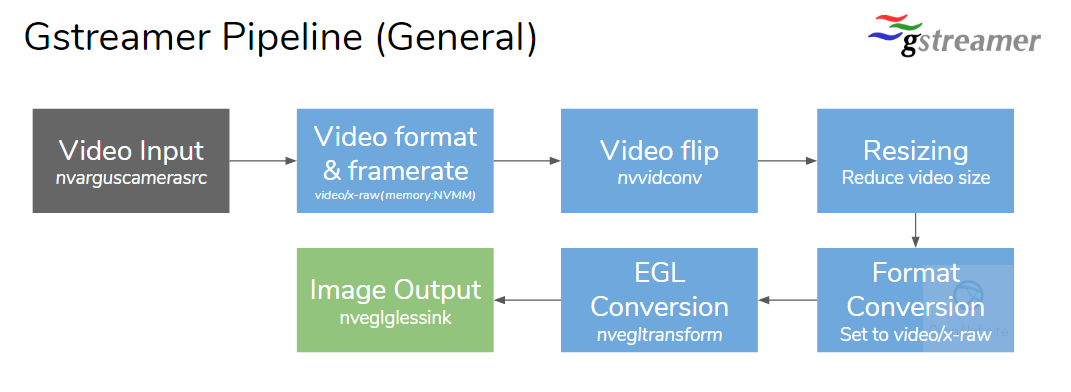 Gstreamer Pipeline (General)
gstreamer
Video Input
nvarguscamerasrc
Video format
& framerate
video/x-raw(memory:NVMM)
Video flip
nvvidconv
Resizing
Reduce video size
Format
Conversion
Set to video/x-raw
EGL
Conversion
nvegltransform
Image Output
nveglglessink